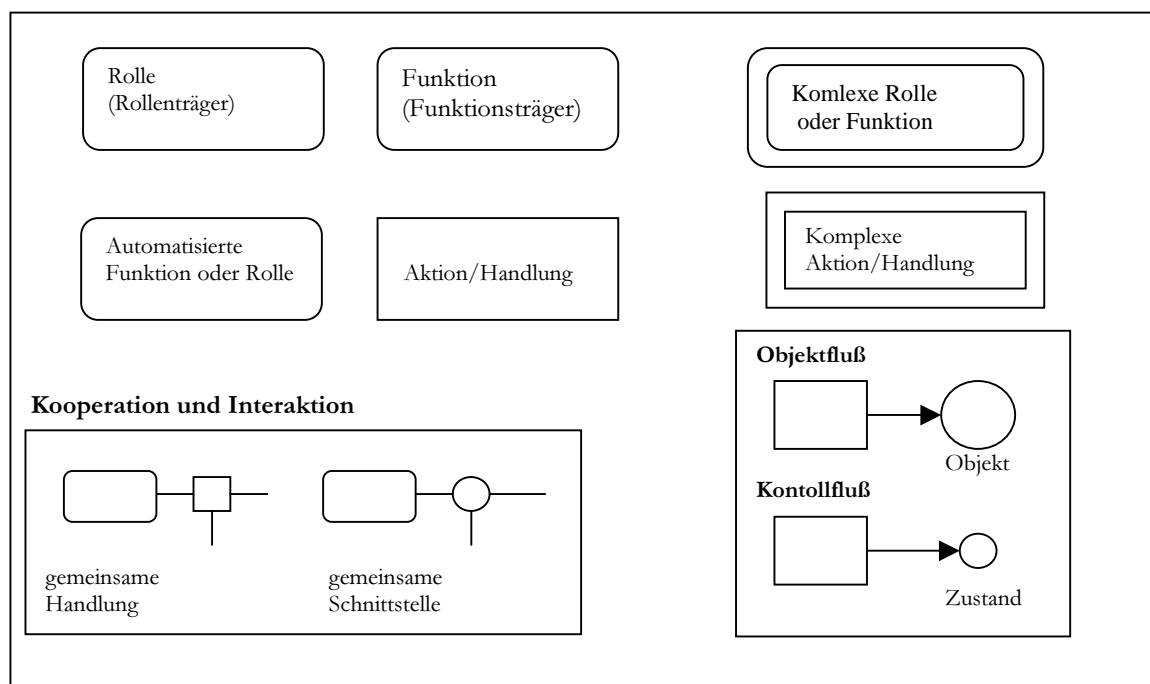 Rolle
(Rollenträger)
Funktion
(Funktionsträger)
Komlexe Rolle
oder Funktion
Automatisierte
Funktion oder Rolle
Aktion/Handlung
Komplexe
Aktion/Handlung
Kooperation und Interaktion
gemeinsame
Handlung
gemeinsame
Schnittstelle
Objektfluß
Objekt
Kontollfluß
Zustand